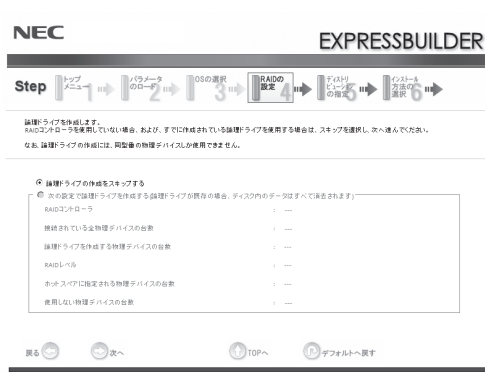 NEC
EXPRESSBUILDER
Step
トップ
メニュー 1
パラメータ
のロード 2
OSの選択
3
RAIDの
設定 4
ディストリ
ビューション
の指定 5
インストール
方法の
選択 6
論理ドライブを作成します。
RAIDコントローラを使用していない場合、および、すでに作成されている論理ドライブを使用する場合は、スキップを選択し、次へ進んでください。
なお、論理ドライブの作成には、同型番の物理デバイスしか使用できません。
論理ドライブの作成をスキップする
次の設定で論理ドライブを作成する(論理ドライブが既存の場合、ディスク内のデータはすべて消去されます)
RAIDコントローラ : ---
接続されている全物理デバイスの台数 : ---
論理ドライブを作成する物理デバイスの台数 : ---
RAIDレベル : ---
ホットスペアに指定される物理デバイスの台数 : ---
使用しない物理デバイスの台数 : ---
戻る 次へ TOPへ デフォルトへ戻す